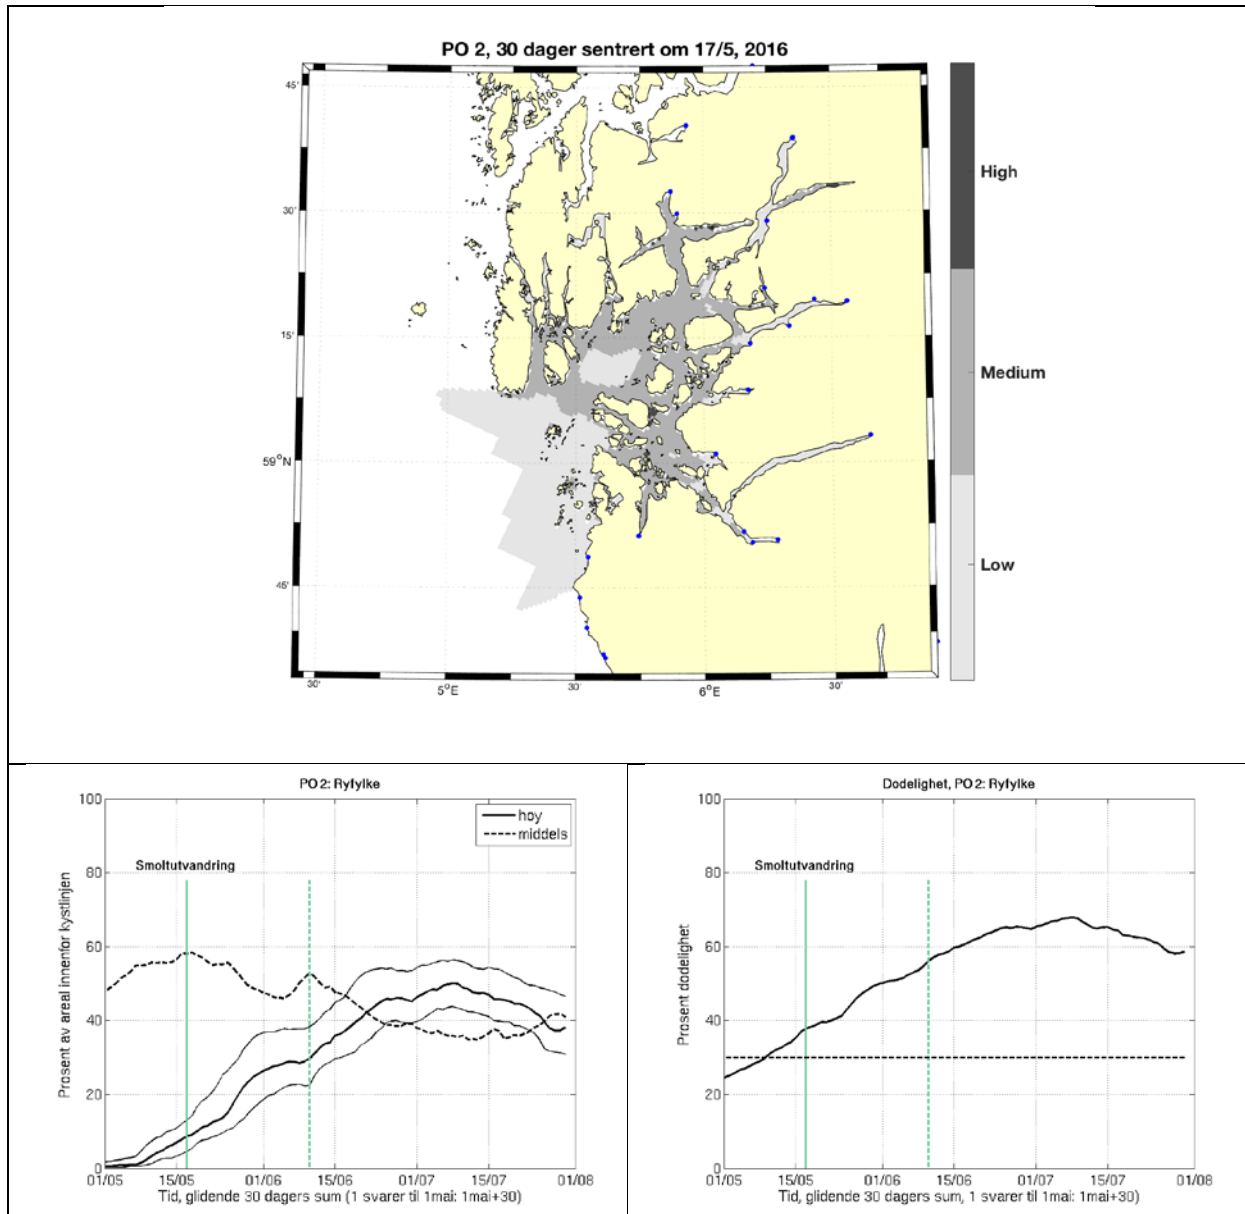 PO 2, 30 dager sentrert om 17/5, 2016
45'
30'
15'
59°N
45'
30'
5°E
30'
6°E
30'
High
Medium
Low
PO 2: Ryfylke
100
80
60
40
20
0
Prosent av areal innenfor kystlinjen
hoy
middels
Smoltutvandring
01/05
15/05
01/06
15/06
01/07
15/07
01/08
Tid, glidende 30 dagers sum (1 svarer til 1mai: 1mai+30)
Dodelighet, PO 2: Ryfylke
100
80
60
40
20
0
Prosent dodelighet
Smoltutvandring
01/05
15/05
01/06
15/06
01/07
15/07
01/08
Tid, glidende 30 dagers sum, 1 svarer til 1mai: 1mai+30)